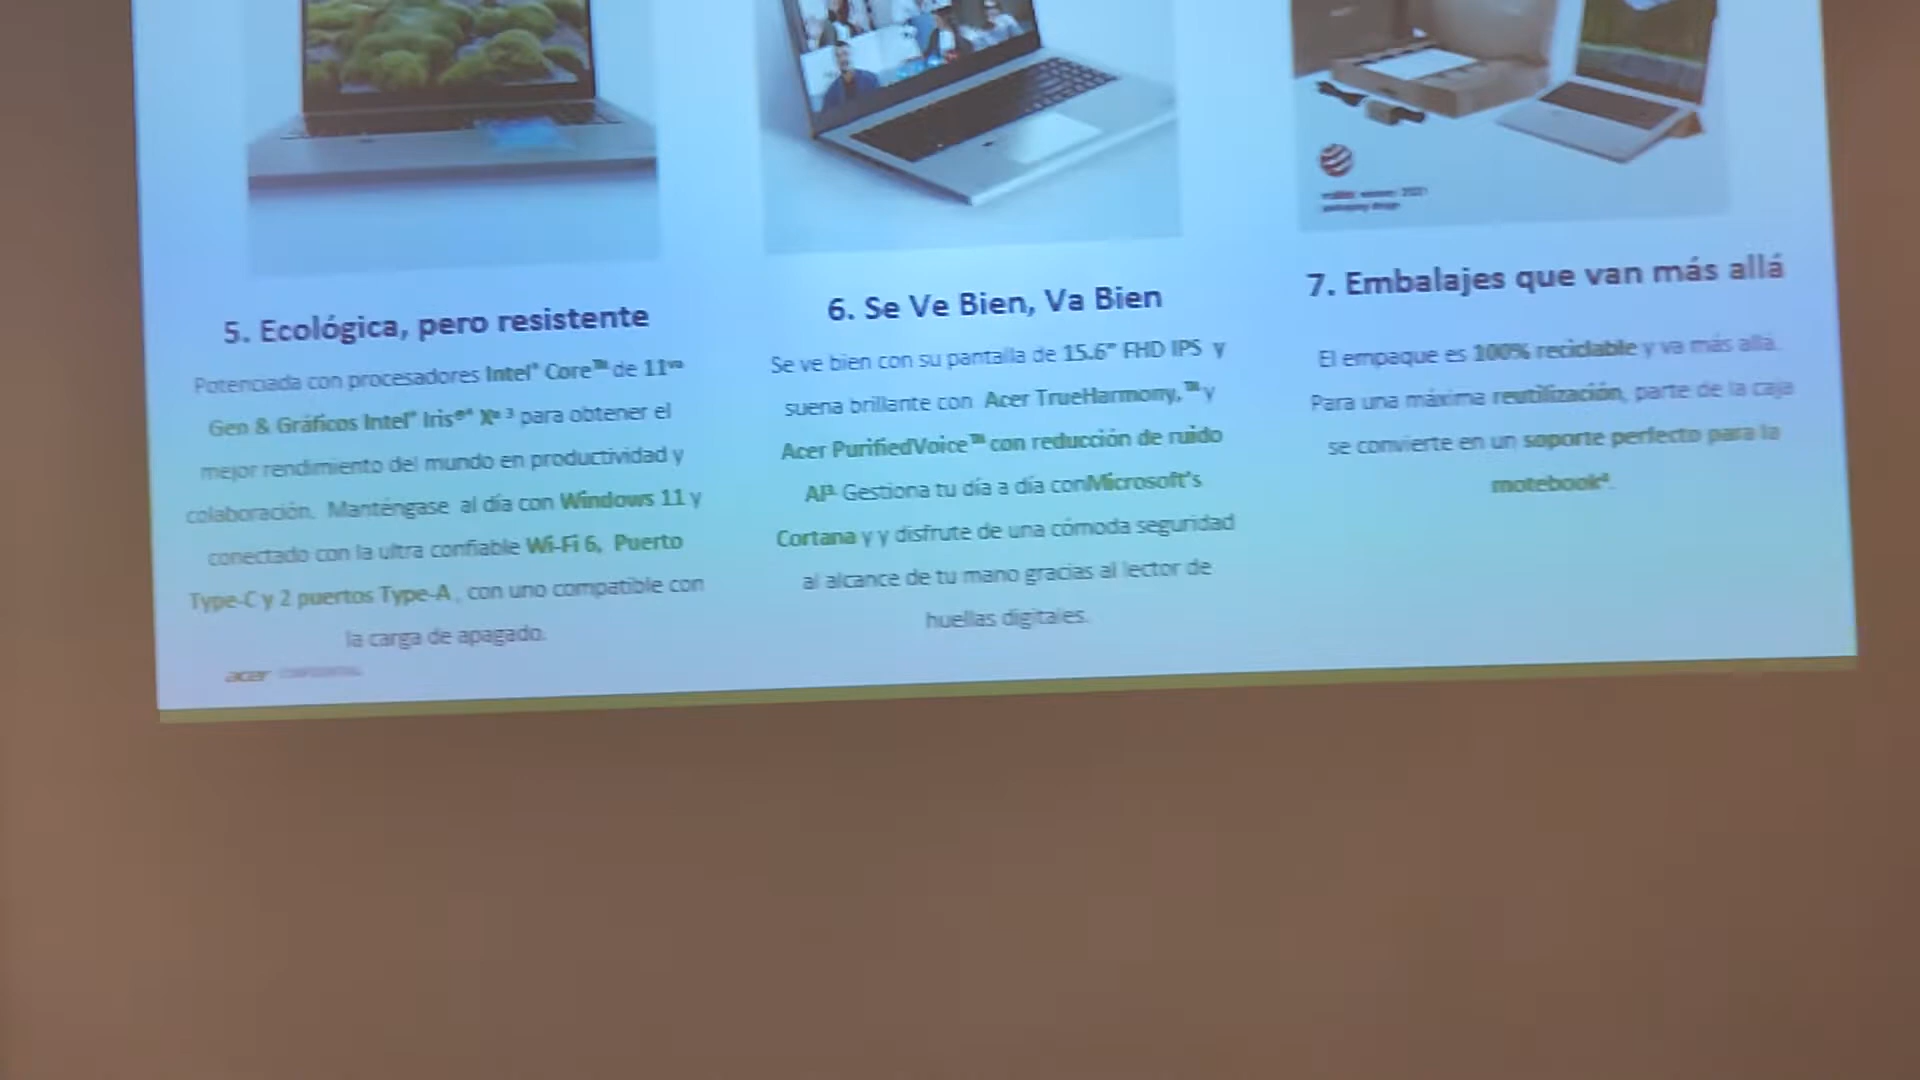 5. Ecológica, pero resistente
Potenciada con procesadores Intel® Core™ de 11va
Gen & Gráficos Intel® Iris®⁴ Xᵉ ³ para obtener el
mejor rendimiento del mundo en productividad y
colaboración. Manténgase al día con Windows 11 y
conectado con la ultra confiable Wi-Fi 6, Puerto
Type-C y 2 puertos Type-A , con uno compatible con
la carga de apagado.
acer
6. Se Ve Bien, Va Bien
Se ve bien con su pantalla de 15.6" FHD IPS y
suena brillante con Acer TrueHarmony,™ y
Acer PurifiedVoice™ con reducción de ruido
AI³. Gestiona tu día a día conMicrosoft's
Cortana y y disfrute de una cómoda seguridad
al alcance de tu mano gracias al lector de
huellas digitales.
7. Embalajes que van más allá
El empaque es 100% reciclable y va más allá.
Para una máxima reutilización, parte de la caja
se convierte en un soporte perfecto para la
motebook⁴.